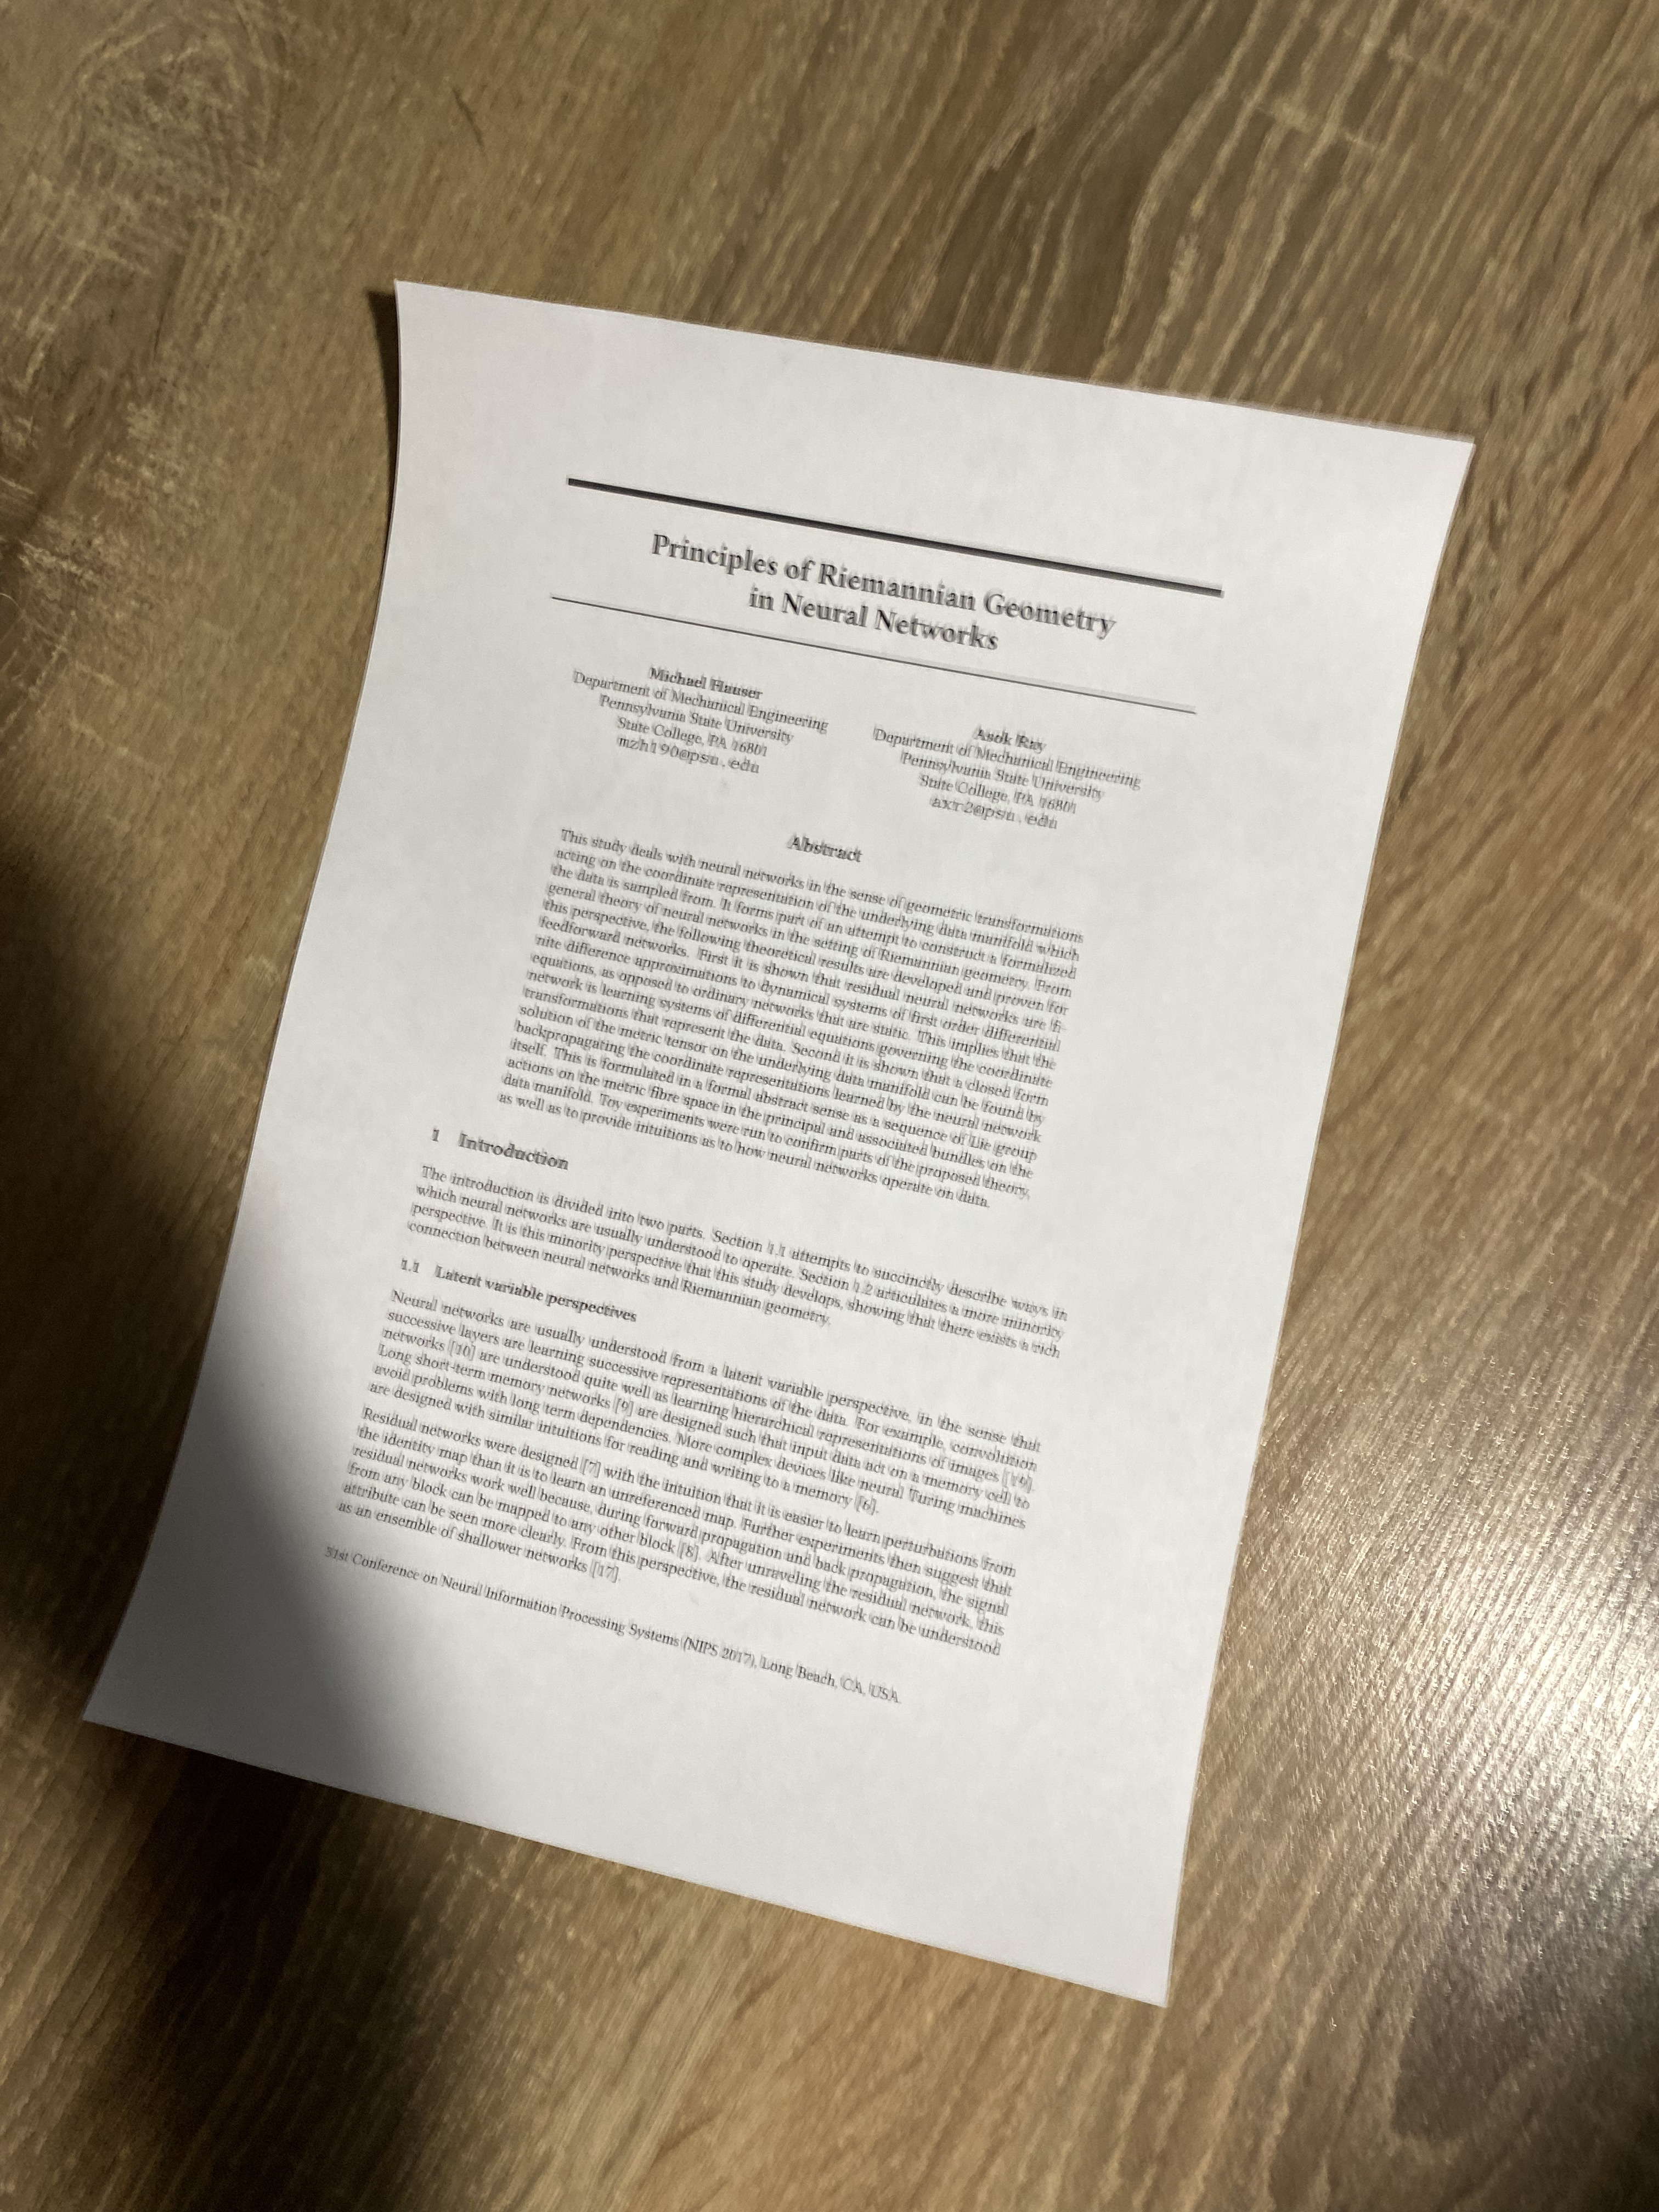 Principles of Riemannian Geometry
in Neural Networks
Michael Hauser
Department of Mechanical Engineering
Pennsylvania State University
State College, PA 16801
mzh190@psu.edu
Asok Ray
Department of Mechanical Engineering
Pennsylvania State University
State College, PA 16801
axr2@psu.edu
Abstract
This study deals with neural networks in the sense of geometric transformations
acting on the coordinate representation of the underlying data manifold which
the data is sampled from. It forms part of an attempt to construct a formalized
general theory of neural networks in the setting of Riemannian geometry. From
this perspective, the following theoretical results are developed and proven for
feedforward networks. First it is shown that residual neural networks are fi-
nite difference approximations to dynamical systems of first order differential
equations, as opposed to ordinary networks that are static. This implies that the
network is learning systems of differential equations governing the coordinate
transformations that represent the data. Second it is shown that a closed form
solution of the metric tensor on the underlying data manifold can be found by
backpropagating the coordinate representations learned by the neural network
itself. This is formulated in a formal abstract sense as a sequence of Lie group
actions on the metric fibre space in the principal and associated bundles on the
data manifold. Toy experiments were run to confirm parts of the proposed theory,
as well as to provide intuitions as to how neural networks operate on data.
1 Introduction
The introduction is divided into two parts. Section 1.1 attempts to succinctly describe ways in
which neural networks are usually understood to operate. Section 1.2 articulates a more minority
perspective. It is this minority perspective that this study develops, showing that there exists a rich
connection between neural networks and Riemannian geometry.
1.1 Latent variable perspectives
Neural networks are usually understood from a latent variable perspective, in the sense that
successive layers are learning successive representations of the data. For example, convolution
networks [10] are understood quite well as learning hierarchical representations of images [19].
Long short-term memory networks [9] are designed such that input data act on a memory cell to
avoid problems with long term dependencies. More complex devices like neural Turing machines
are designed with similar intuitions for reading and writing to a memory [6].
Residual networks were designed [7] with the intuition that it is easier to learn perturbations from
the identity map than it is to learn an unreferenced map. Further experiments then suggest that
residual networks work well because, during forward propagation and back propagation, the signal
from any block can be mapped to any other block [8]. After unraveling the residual network, this
attribute can be seen more clearly. From this perspective, the residual network can be understood
as an ensemble of shallower networks [17].
31st Conference on Neural Information Processing Systems (NIPS 2017), Long Beach, CA, USA.